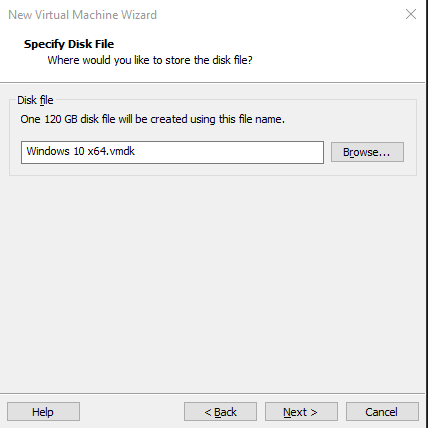 New Virtual Machine Wizard
Specify Disk File
Where would you like to store the disk file?
Disk file
One 120 GB disk file will be created using this file name.
Windows 10 x64.vmdk Browse...
Help < Back Next > Cancel